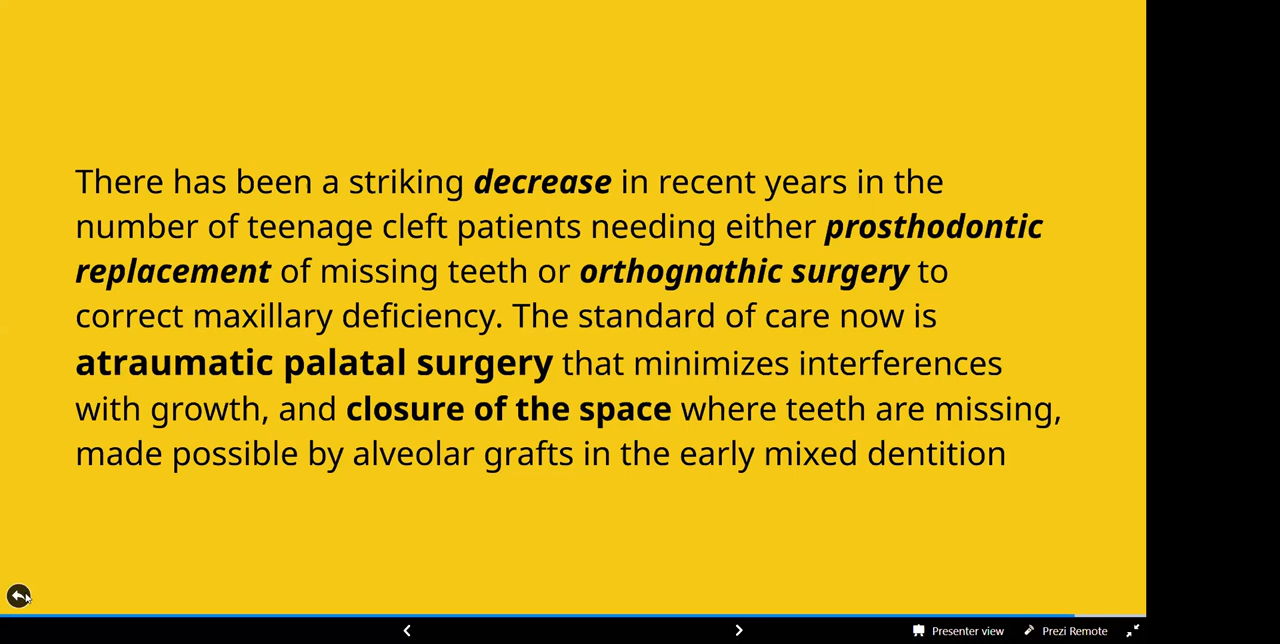 There has been a striking decrease in recent years in the
number of teenage cleft patients needing either prosthodontic
replacement of missing teeth or orthognathic surgery to
correct maxillary deficiency. The standard of care now is
atraumatic palatal surgery that minimizes interferences
with growth, and closure of the space where teeth are missing,
made possible by alveolar grafts in the early mixed dentition
Presenter view
Prezi Remote